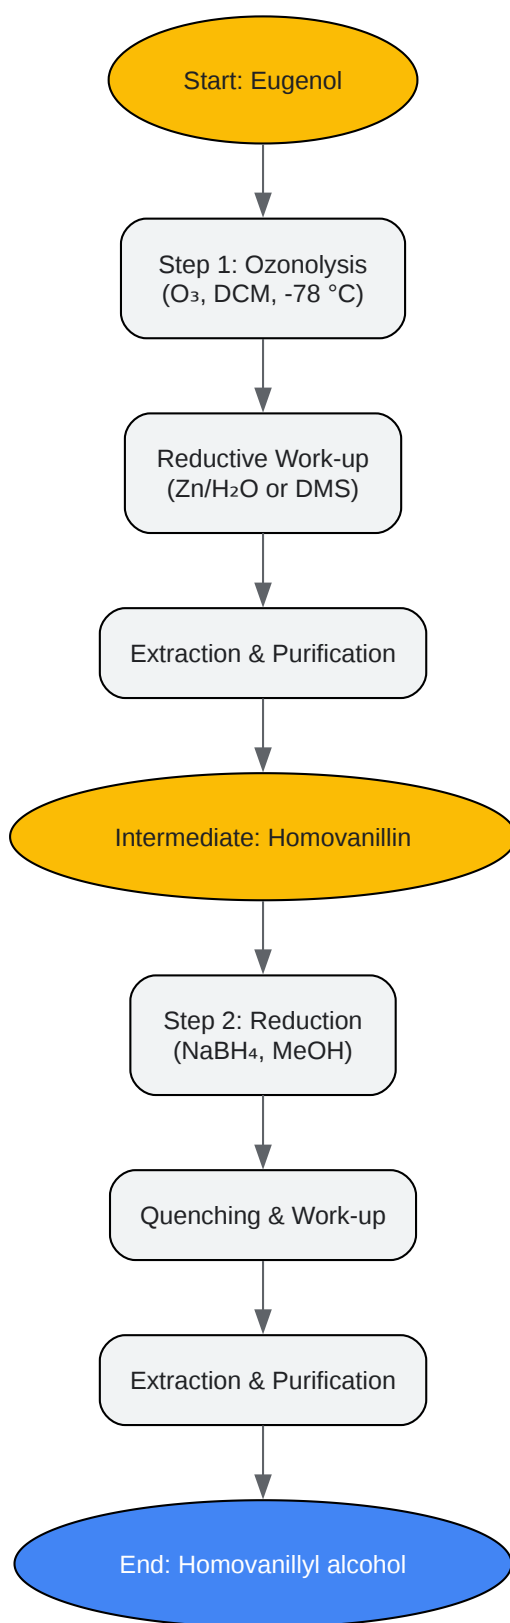 Start: Eugenol
Step 1: Ozonolysis
(O₃, DCM, -78 °C)
Reductive Work-up
(Zn/H₂O or DMS)
Extraction & Purification
Intermediate: Homovanillin
Step 2: Reduction
(NaBH₄, MeOH)
Quenching & Work-up
Extraction & Purification
End: Homovanillyl alcohol